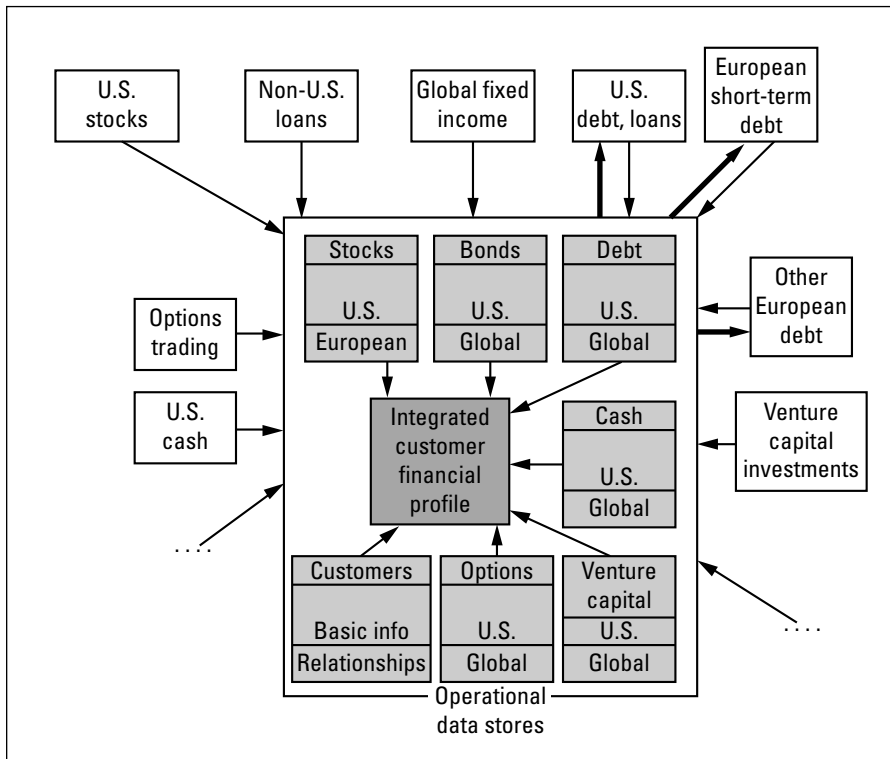 U.S.
stocks
Non-U.S.
loans
Global fixed
income
U.S.
debt, loans
European
short-term
debt
Stocks
U.S.
European
Bonds
U.S.
Global
Debt
U.S.
Global
Options
trading
Other
European
debt
U.S.
cash
Integrated
customer
financial
profile
Cash
U.S.
Global
Venture
capital
investments
. . . .
Customers
Basic info
Relationships
Options
U.S.
Global
Venture
capital
U.S.
Global
. . . .
Operational
data stores